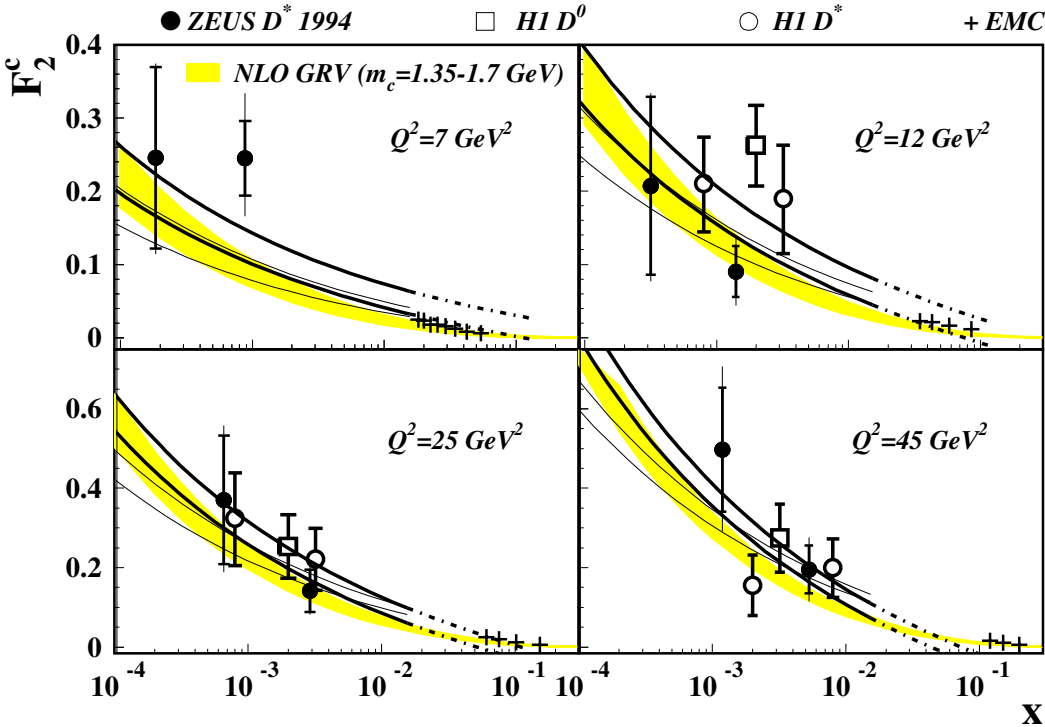 ZEUS D* 1994 H1 D⁰ H1 D* + EMC
F₂ᶜ
0.4
0.3
0.2
0.1
0
NLO GRV (m_c=1.35-1.7 GeV)
Q²=7 GeV²
Q²=12 GeV²
0.6
0.4
0.2
0
Q²=25 GeV²
Q²=45 GeV²
10⁻⁴ 10⁻³ 10⁻² 10⁻¹ 10⁻⁴ 10⁻³ 10⁻² 10⁻¹
x